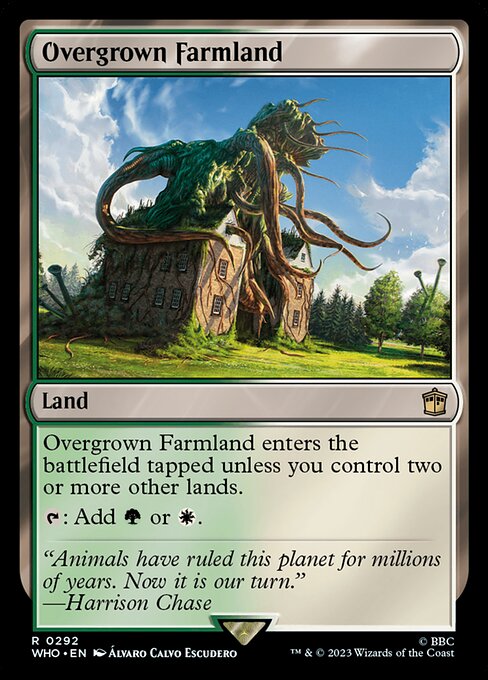 Overgrown Farmland
Land
Overgrown Farmland enters the
battlefield tapped unless you control two
or more other lands.
: Add or .
“Animals have ruled this planet for millions
of years. Now it is our turn.”
—Harrison Chase
R 0292
WHO • EN Álvaro Calvo Escudero
© BBC
™ & © 2023 Wizards of the Coast